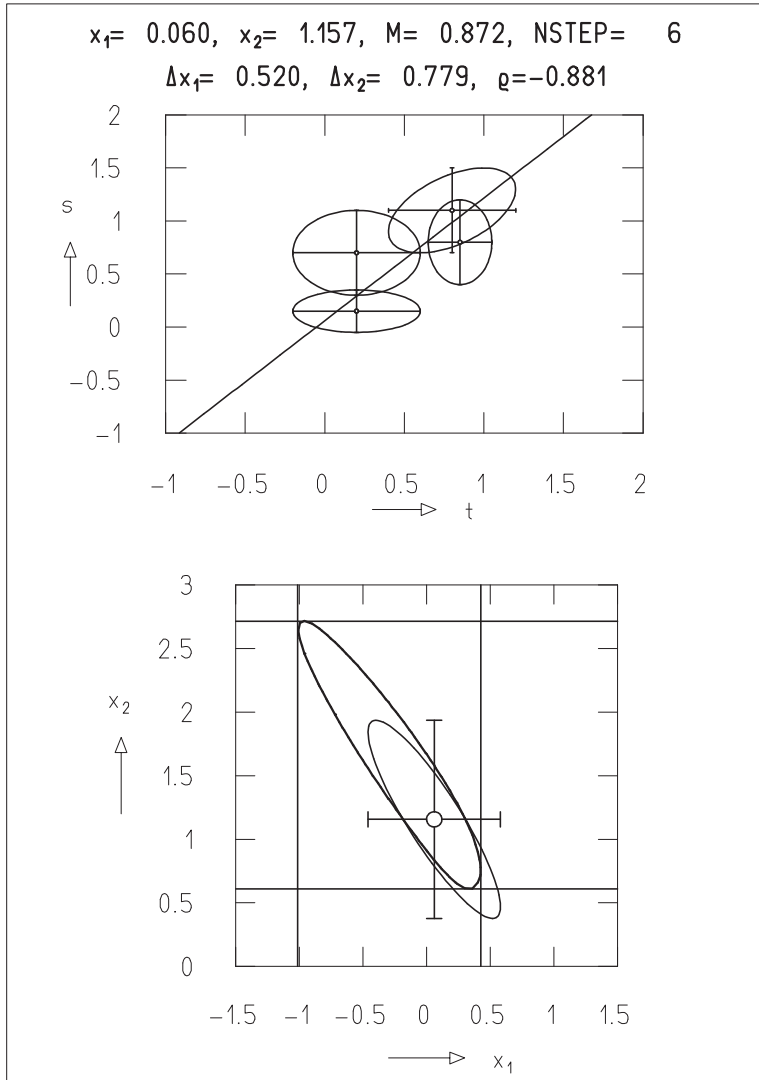 x₁= 0.060, x₂= 1.157, M= 0.872, NSTEP= 6
Δx₁= 0.520, Δx₂= 0.779, ϱ=−0.881
2
1.5
s
1
0.5
0
−0.5
−1
−1 −0.5 0 0.5 1 1.5 2
t
3
2.5
x₂
2
1.5
1
0.5
0
−1.5 −1 −0.5 0 0.5 1 1.5
x₁